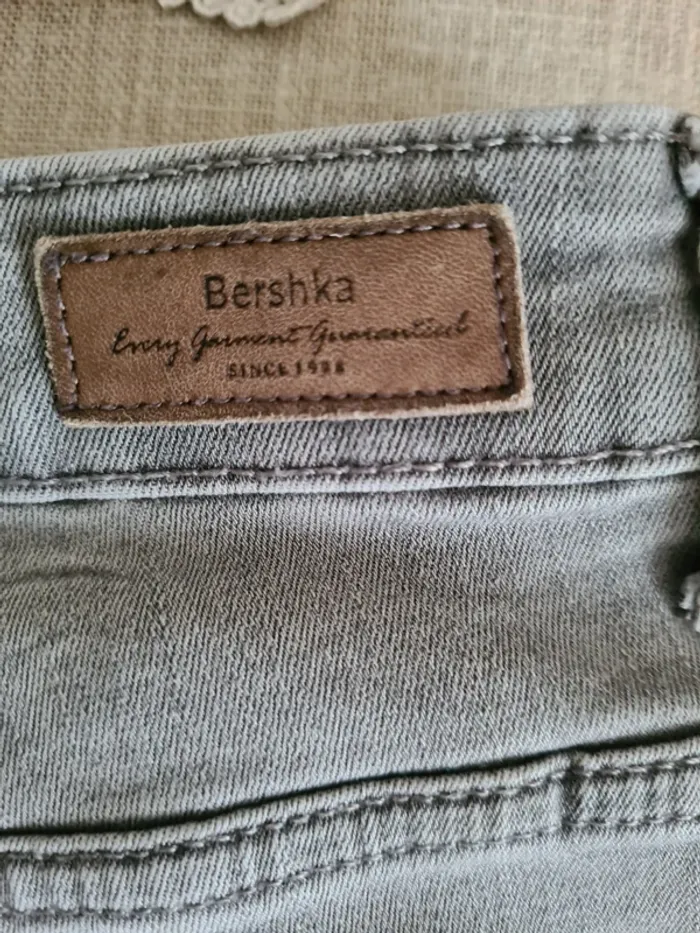 Bershka
Every Garment Guaranteed
SINCE 1998